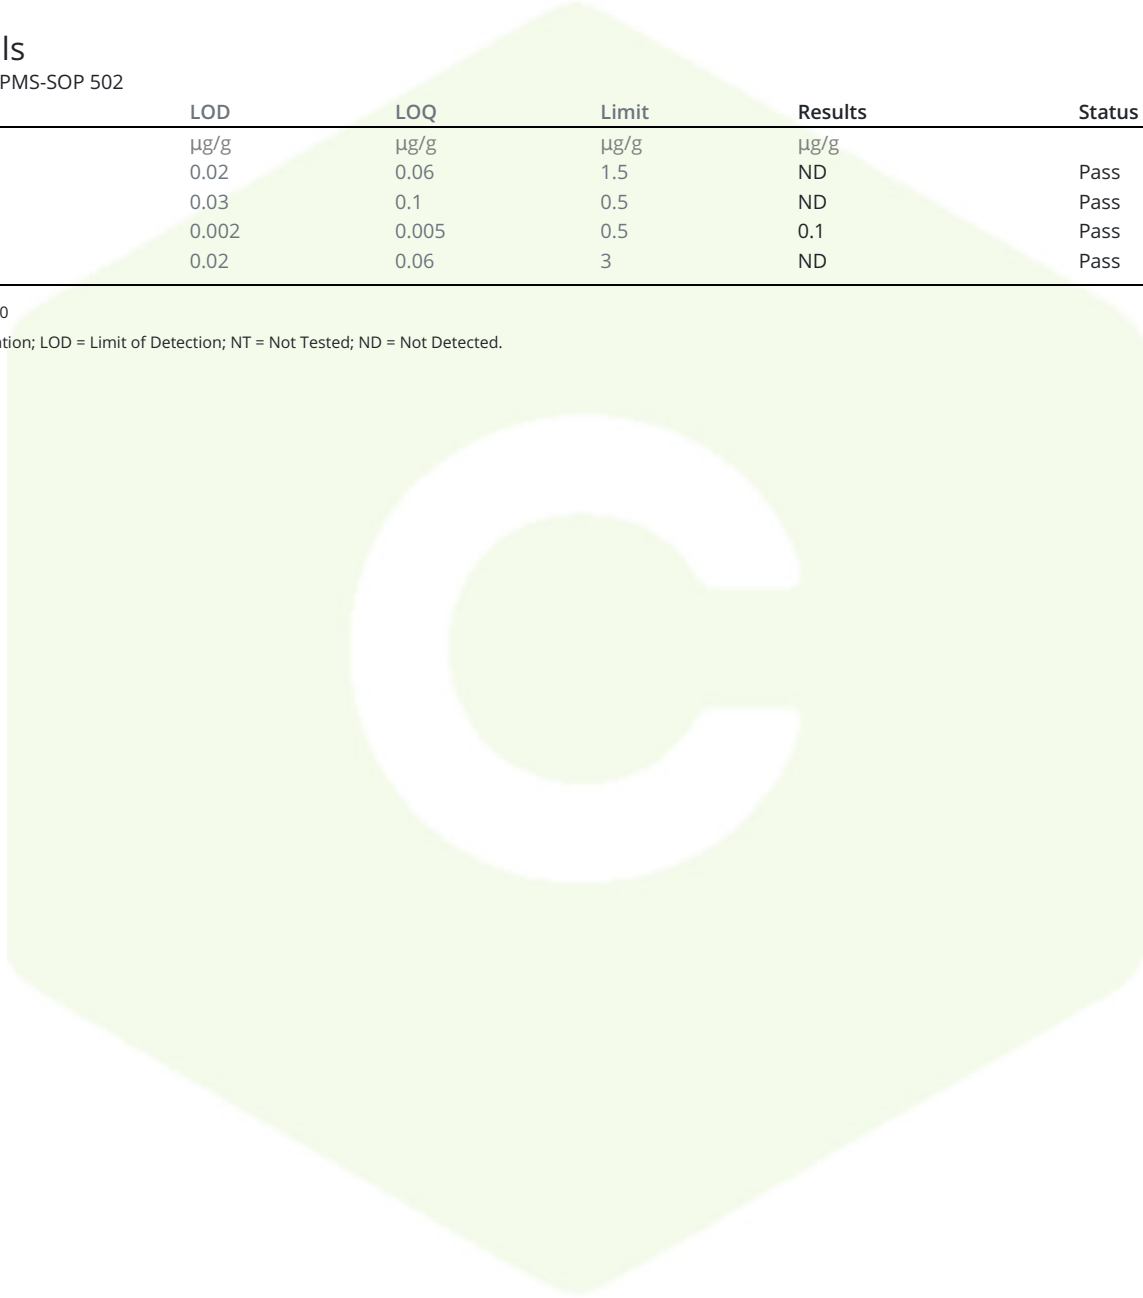 ls
PMS-SOP 502
LOD LOQ Limit Results Status
µg/g µg/g µg/g µg/g
0.02 0.06 1.5 ND Pass
0.03 0.1 0.5 ND Pass
0.002 0.005 0.5 0.1 Pass
0.02 0.06 3 ND Pass
0
ation; LOD = Limit of Detection; NT = Not Tested; ND = Not Detected.
C